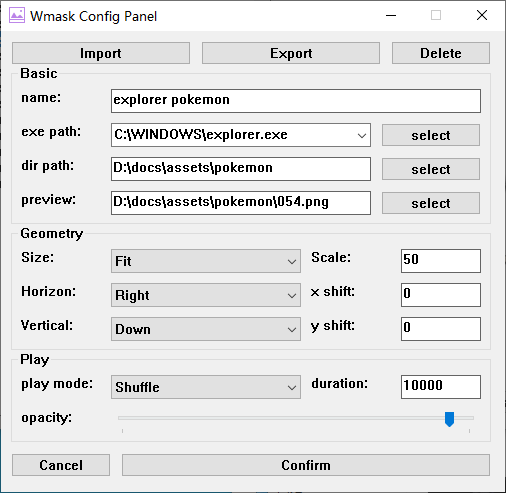 Wmask Config Panel
Import Export Delete
Basic
name: explorer pokemon
exe path: C:\WINDOWS\explorer.exe select
dir path: D:\docs\assets\pokemon select
preview: D:\docs\assets\pokemon\054.png select
Geometry
Size: Fit Scale: 50
Horizon: Right x shift: 0
Vertical: Down y shift: 0
Play
play mode: Shuffle duration: 10000
opacity:
Cancel Confirm